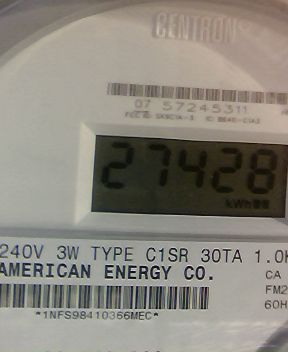 CENTRON®
07 57245311
27428
kWh
240V 3W TYPE C1SR 30TA 1.0K
AMERICAN ENERGY CO.
CA
FM2
60H
*1NFS98410366MEC*